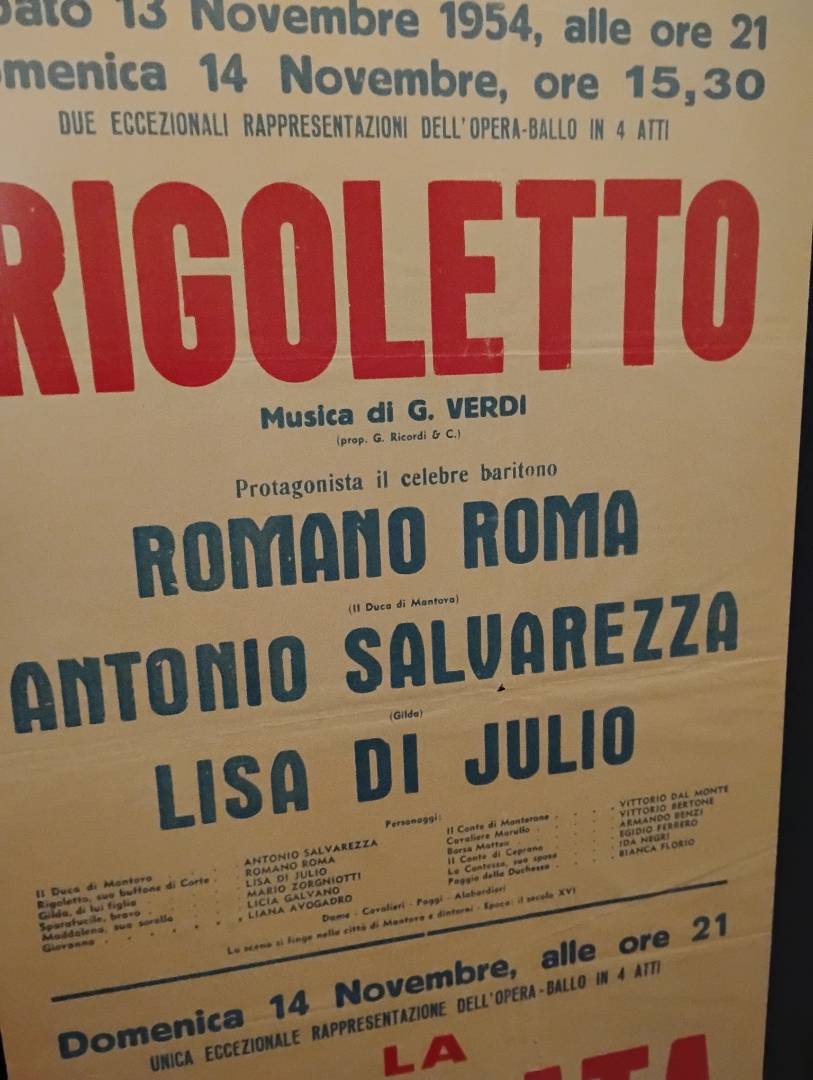 bato 13 Novembre 1954, alle ore 21
menica 14 Novembre, ore 15,30
DUE ECCEZIONALI RAPPRESENTAZIONI DELL'OPERA-BALLO IN 4 ATTI
RIGOLETTO
Musica di G. VERDI
(prop. G. Ricordi & C.)
Protagonista il celebre baritono
ROMANO ROMA
(Il Duca di Mantova)
ANTONIO SALVAREZZA
(Gilda)
LISA DI JULIO
Personaggi:
Il Duca di Mantova . . . ANTONIO SALVAREZZA
Rigoletto, suo buffone di Corte . ROMANO ROMA
Gilda, di lui figlia . . . LISA DI JULIO
Sparafucile, bravo . . . MARIO ZORGNIOTTI
Maddalena, sua sorella . . LICIA GALVANO
Giovanna . . . . . . LIANA AVOGADRO
Il Conte di Monterone . . . . VITTORIO DAL MONTE
Cavaliere Marullo . . . . VITTORIO BERTONE
Borsa Matteo . . . . ARMANDO BENZI
Il Conte di Ceprano . . . . EGIDIO FERRERO
La Contessa, sua sposa . . . IDA NEGRI
Paggio della Duchessa . . . . BIANCA FLORIO
Dame - Cavalieri - Paggi - Alabardieri
La scena si finge nella città di Mantova e dintorni - Epoca: il secolo XVI
Domenica 14 Novembre, alle ore 21
UNICA ECCEZIONALE RAPPRESENTAZIONE DELL'OPERA-BALLO IN 4 ATTI
LA
ATA